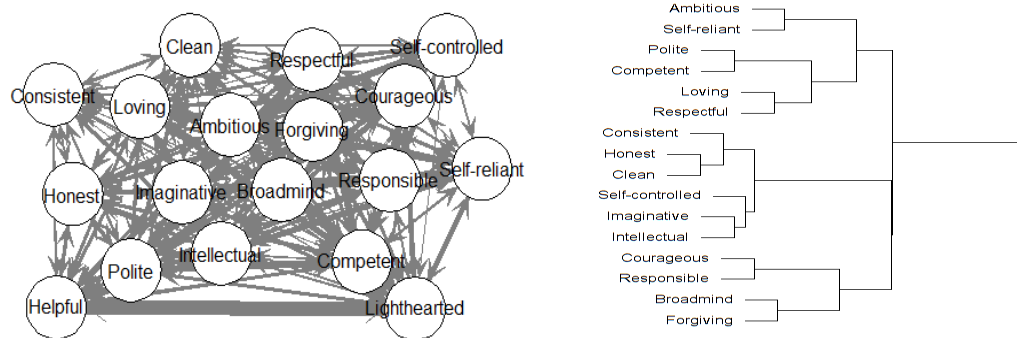 Clean
Respectful
Self-controlled
Consistent
Loving
Courageous
Ambitious
Forgiving
Honest
Imaginative
Broadmind
Responsible
Self-reliant
Polite
Intellectual
Competent
Helpful
Lighthearted
Ambitious
Self-reliant
Polite
Competent
Loving
Respectful
Consistent
Honest
Clean
Self-controlled
Imaginative
Intellectual
Courageous
Responsible
Broadmind
Forgiving